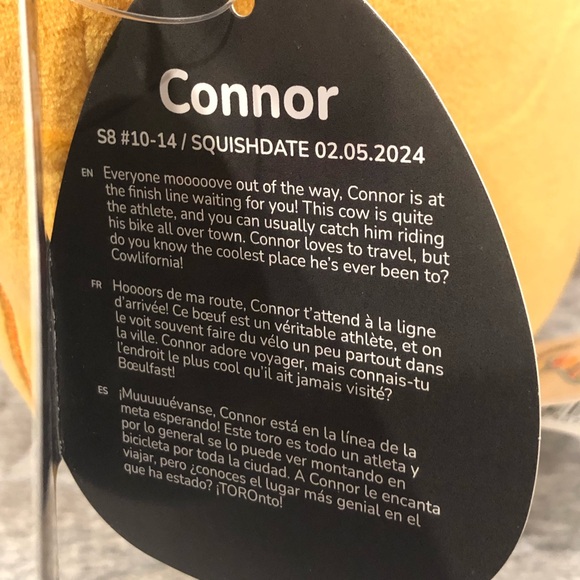 Connor
S8 #10-14 / SQUISHDATE 02.05.2024
EN Everyone mooooove out of the way, Connor is at
the finish line waiting for you! This cow is quite
the athlete, and you can usually catch him riding
his bike all over town. Connor loves to travel, but
do you know the coolest place he's ever been to?
Cowlifornia!
FR Hoooors de ma route, Connor t'attend à la ligne
d'arrivée! Ce bœuf est un véritable athlète, et on
le voit souvent faire du vélo un peu partout dans
la ville. Connor adore voyager, mais connais-tu
l'endroit le plus cool qu'il ait jamais visité?
Bœulfast!
ES ¡Muuuuuévanse, Connor está en la línea de la
meta esperando! Este toro es todo un atleta y
por lo general se lo puede ver montando en
bicicleta por toda la ciudad. A Connor le encanta
viajar, pero ¿conoces el lugar más genial en el
que ha estado? ¡TOROnto!